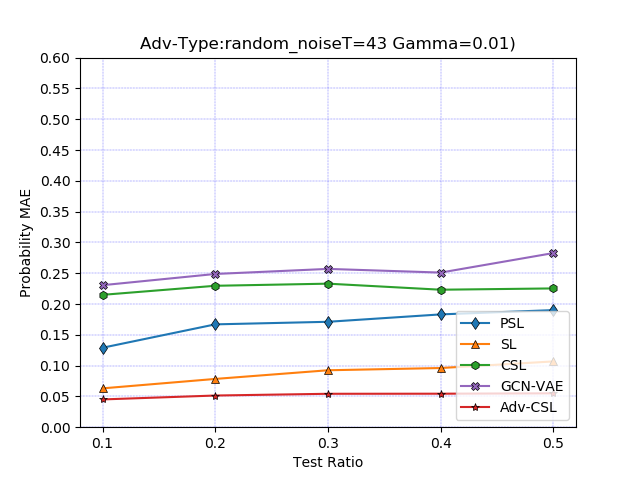 Adv-Type:random_noiseT=43 Gamma=0.01)
0.60
0.55
0.50
0.45
0.40
0.35
0.30
0.25
0.20
0.15
0.10
0.05
0.00
Probability MAE
0.1 0.2 0.3 0.4 0.5
Test Ratio
PSL
SL
CSL
GCN-VAE
Adv-CSL